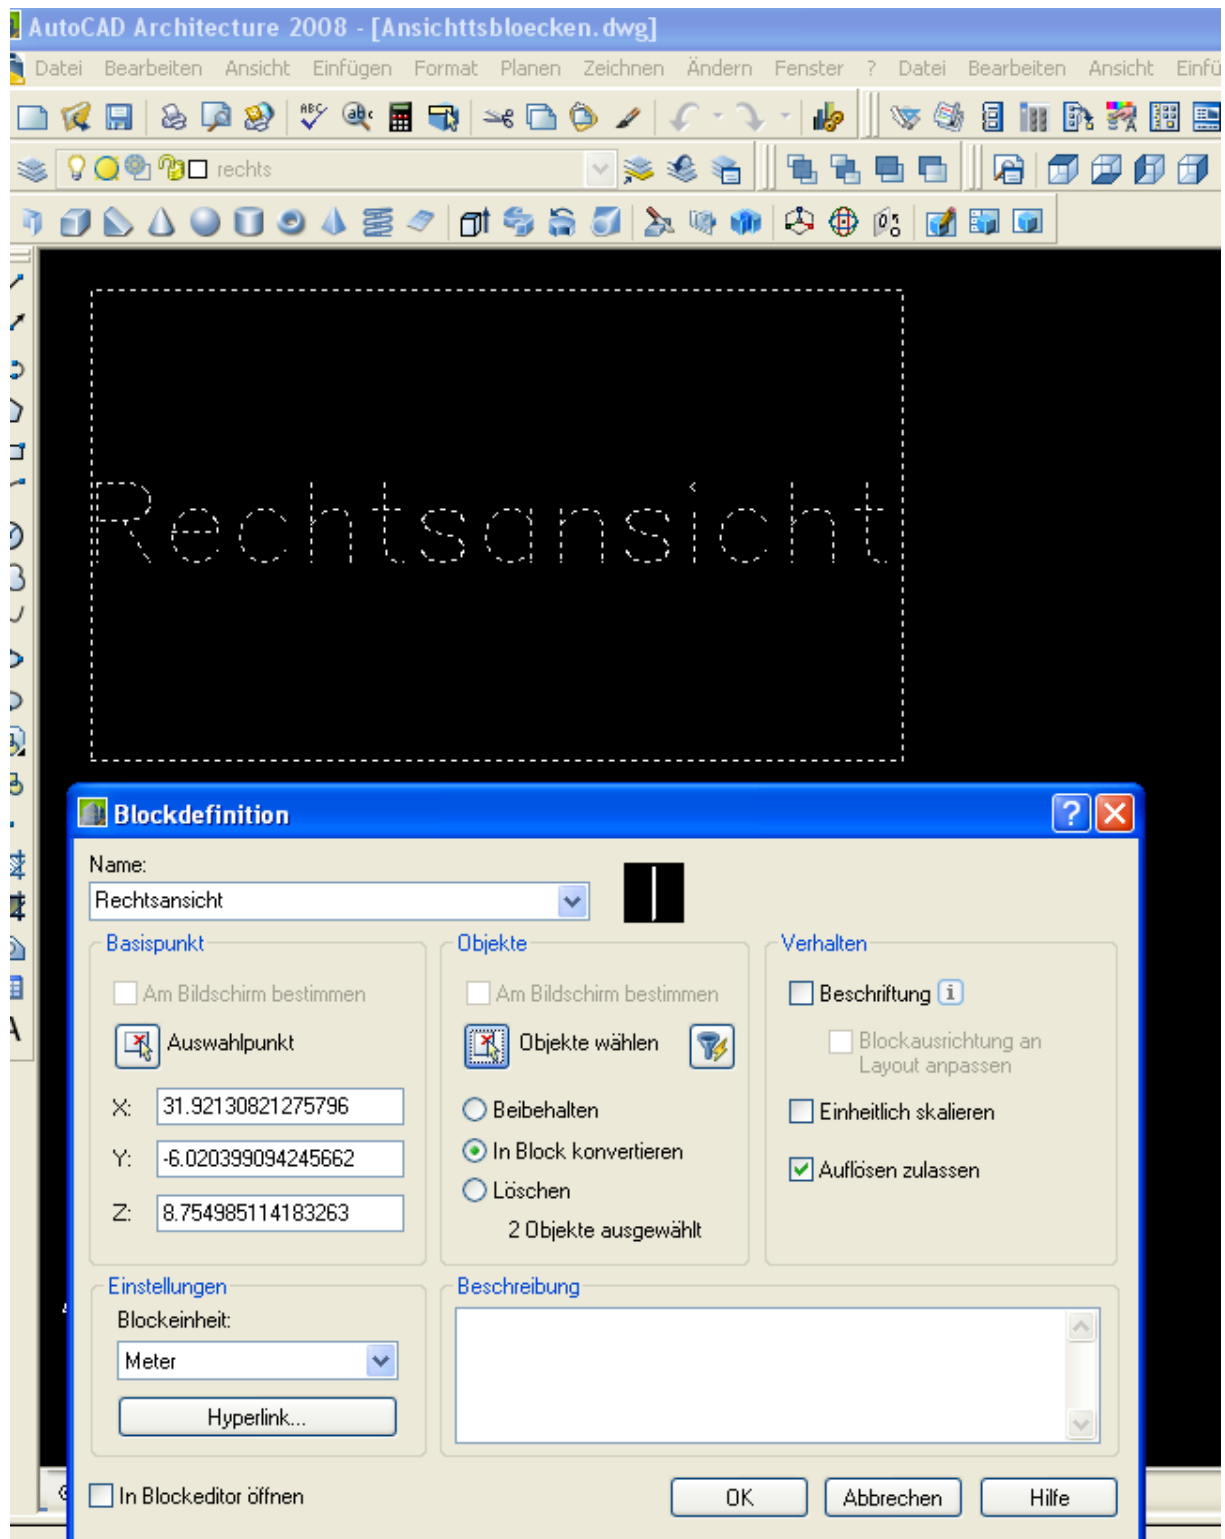 AutoCAD Architecture 2008 - [Ansichttsbloecken.dwg]
Datei Bearbeiten Ansicht Einfügen Format Planen Zeichnen Ändern Fenster ? Datei Bearbeiten Ansicht Einfü
ABC
rechts
Rechtsansicht
A
Blockdefinition
Name:
Rechtsansicht
Basispunkt
Am Bildschirm bestimmen
Auswahlpunkt
X: 31.92130821275796
Y: -6.020399094245662
Z: 8.754985114183263
Objekte
Am Bildschirm bestimmen
Objekte wählen
Beibehalten
In Block konvertieren
Löschen
2 Objekte ausgewählt
Verhalten
Beschriftung i
Blockausrichtung an
Layout anpassen
Einheitlich skalieren
Auflösen zulassen
Einstellungen
Blockeinheit:
Meter
Hyperlink...
Beschreibung
In Blockeditor öffnen
OK Abbrechen Hilfe